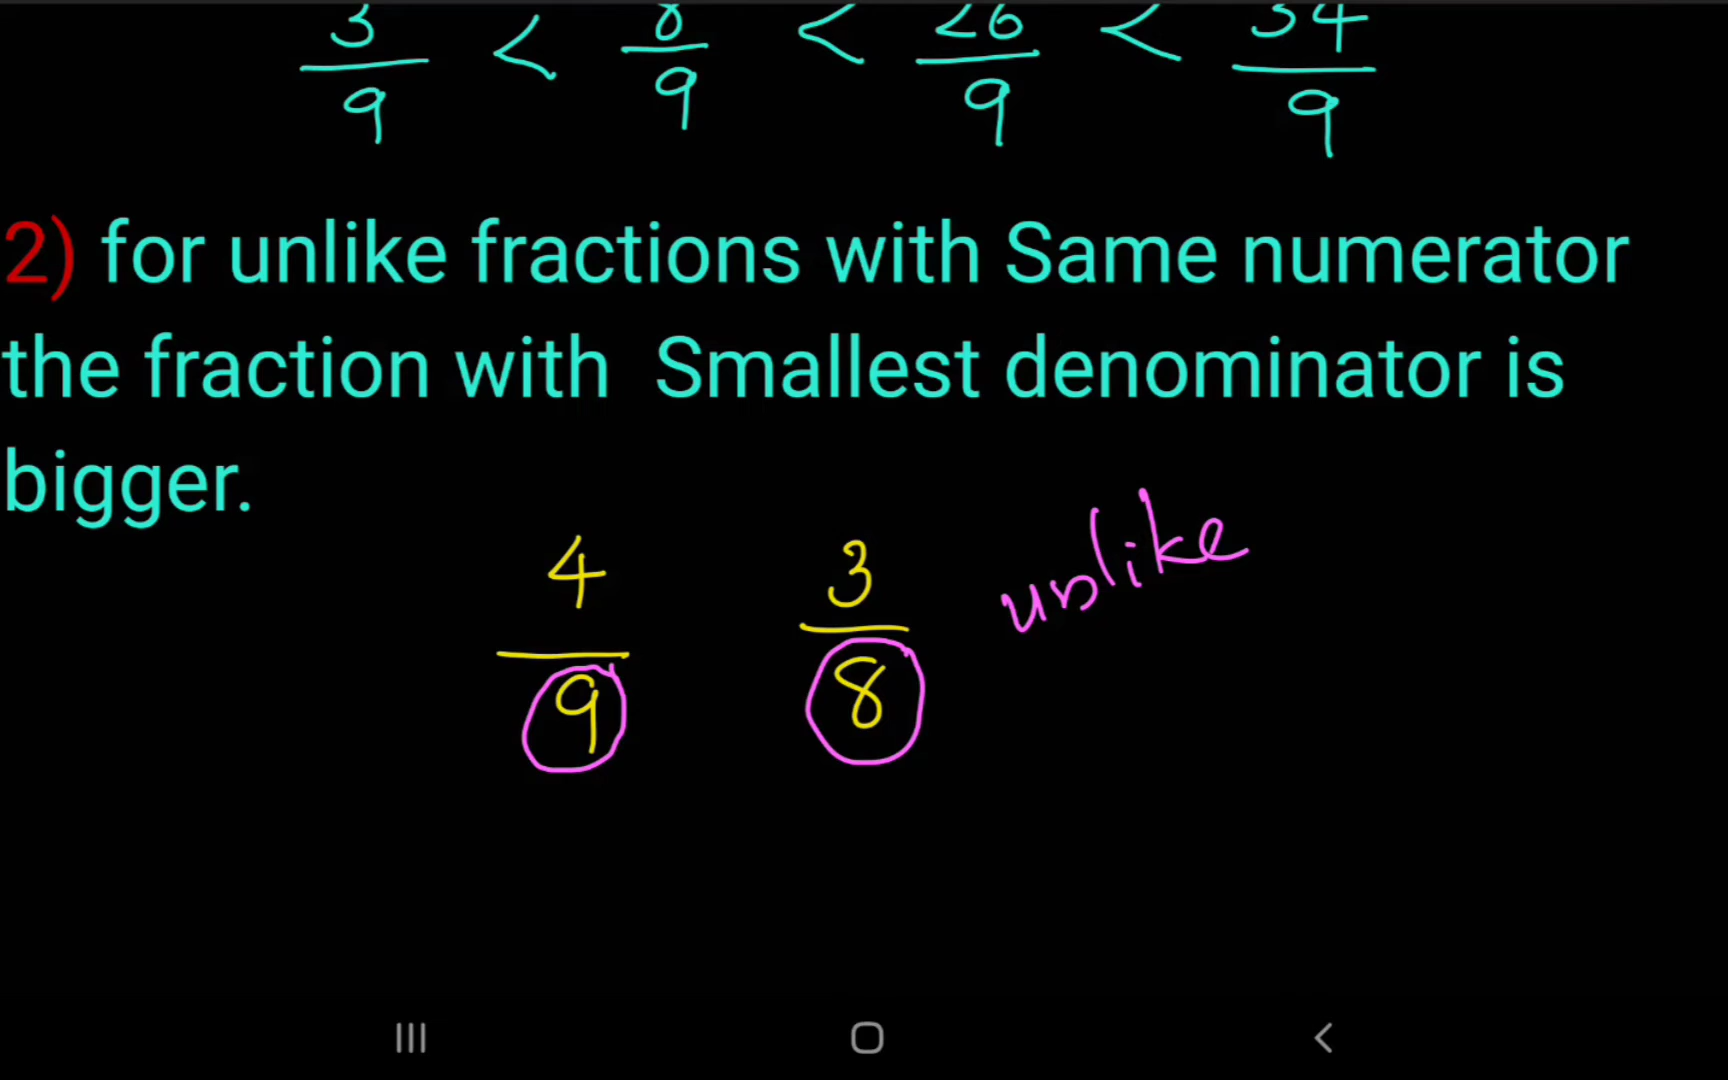 3/9 < 8/9 < 26/9 < 34/9
2) for unlike fractions with Same numerator
the fraction with Smallest denominator is
bigger.
4/9 3/8 unlike